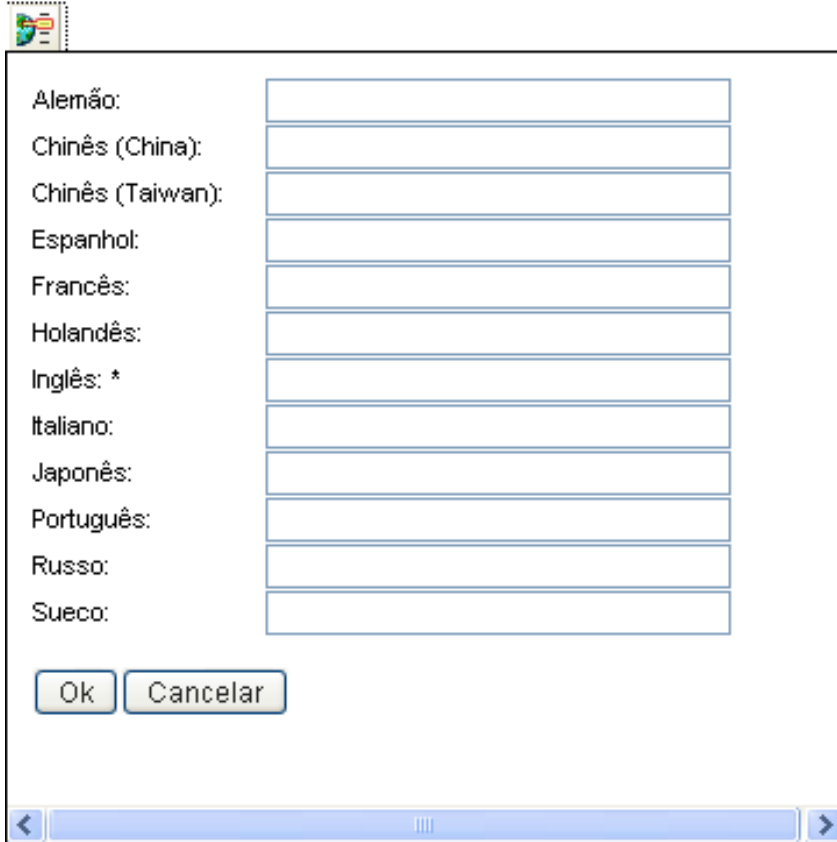 Alemão:
Chinês (China):
Chinês (Taiwan):
Espanhol:
Francês:
Holandês:
Inglês: *
Italiano:
Japonês:
Português:
Russo:
Sueco:
Ok Cancelar